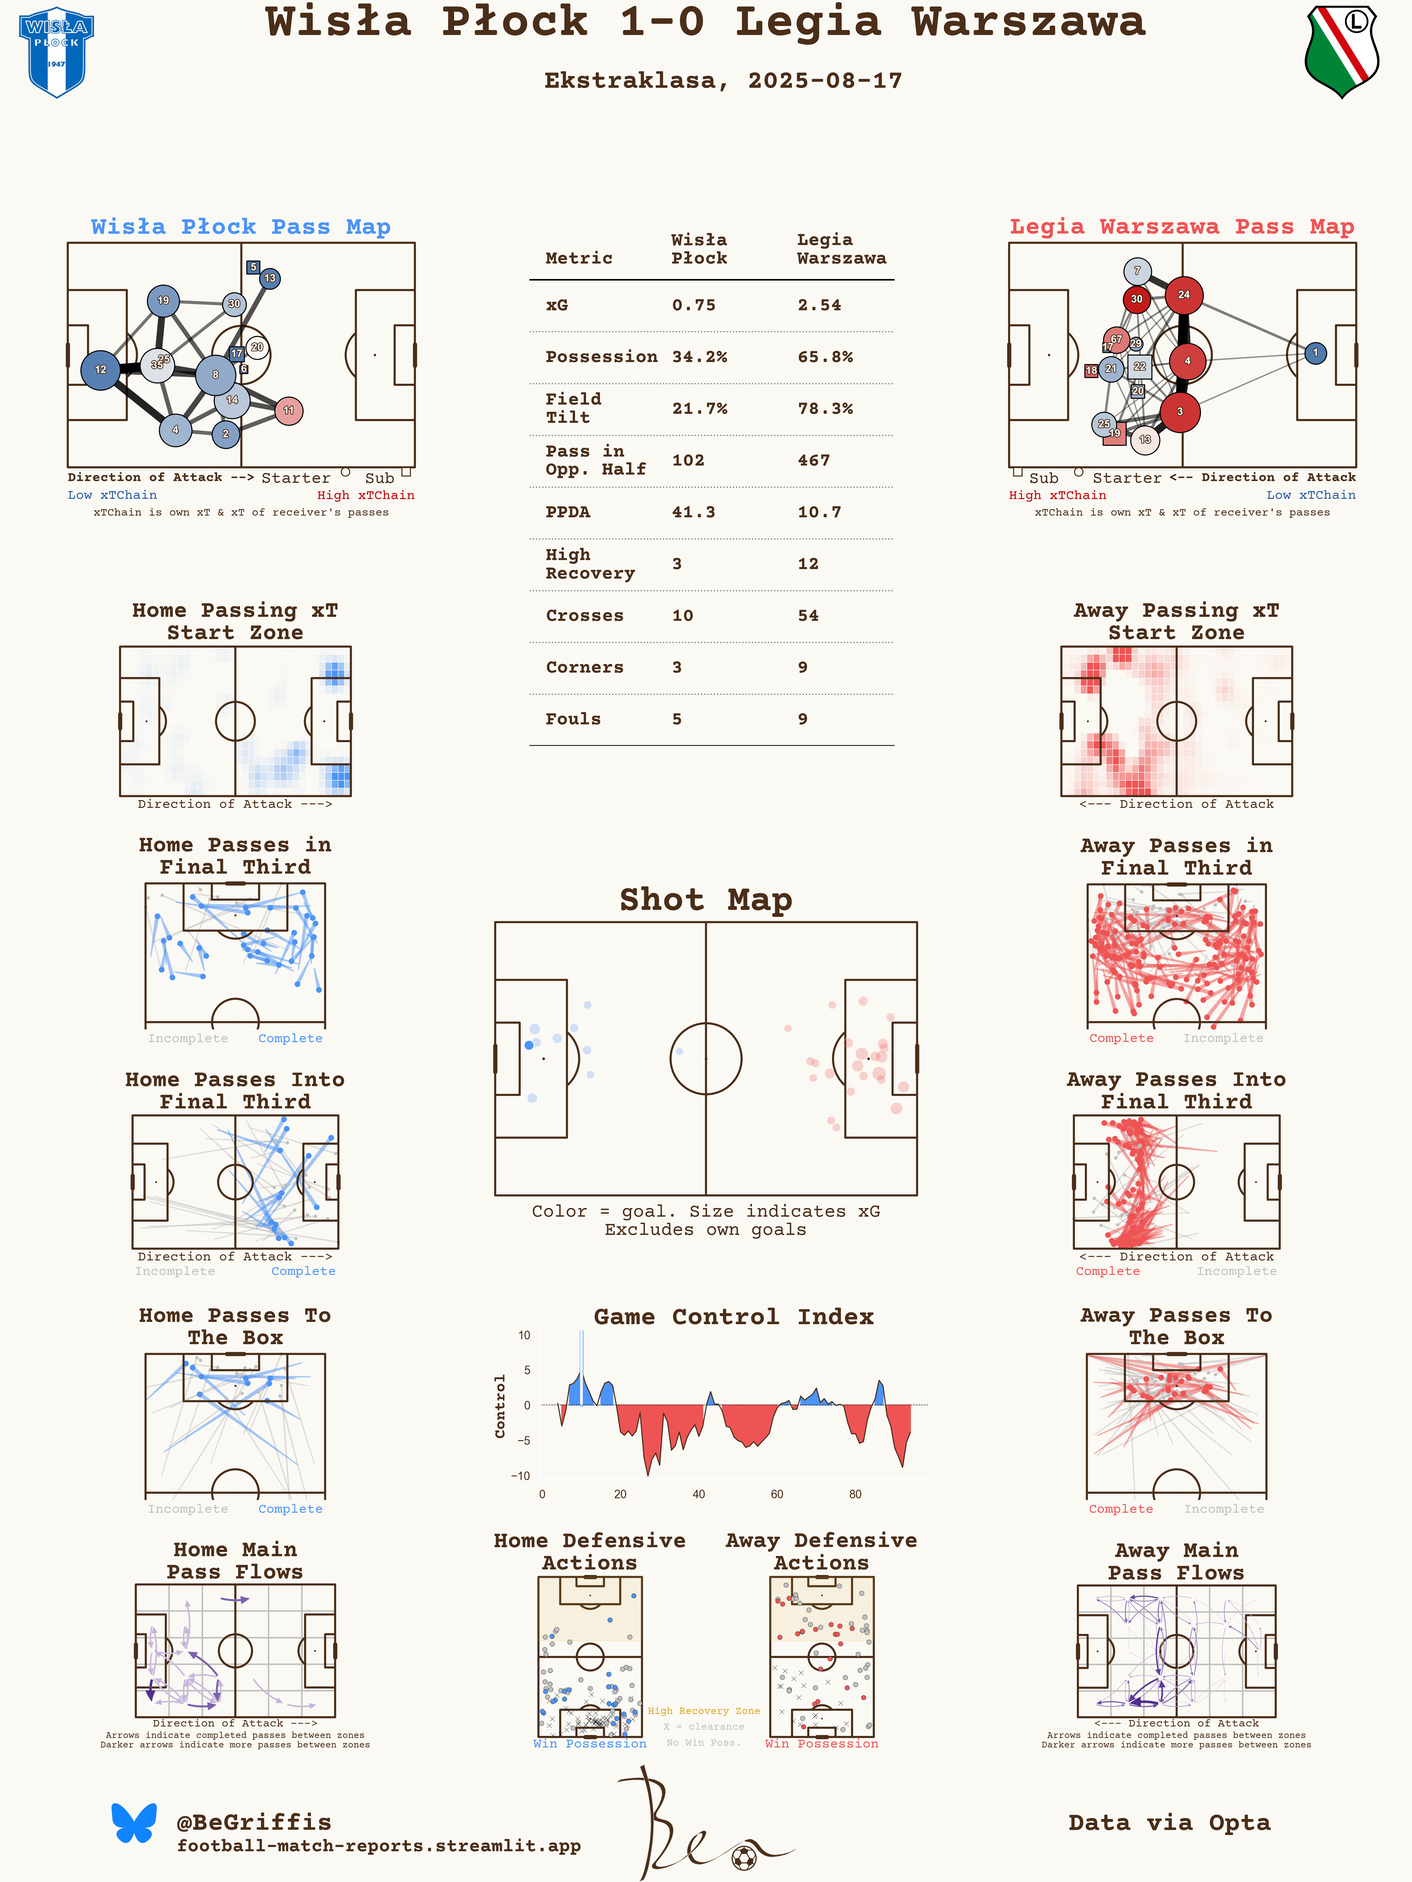 Wisła Płock 1-0 Legia Warszawa
Ekstraklasa, 2025-08-17
WISŁA
PŁOCK
1947
L
Wisła Płock Pass Map
5
13
19
30
20
17
25
35
12
6
8
14
11
4
2
Direction of Attack --> Starter Sub
Low xTChain High xTChain
xTChain is own xT & xT of receiver's passes
Metric Wisła Płock Legia Warszawa
xG 0.75 2.54
Possession 34.2% 65.8%
Field Tilt 21.7% 78.3%
Pass in Opp. Half 102 467
PPDA 41.3 10.7
High Recovery 3 12
Crosses 10 54
Corners 3 9
Fouls 5 9
Legia Warszawa Pass Map
7
30
24
67
17
29
1
18
21
22
4
20
3
25
19
13
Sub Starter <-- Direction of Attack
High xTChain Low xTChain
xTChain is own xT & xT of receiver's passes
Home Passing xT
Start Zone
Direction of Attack --->
Away Passing xT
Start Zone
<--- Direction of Attack
Home Passes in
Final Third
Incomplete Complete
Away Passes in
Final Third
Complete Incomplete
Shot Map
Color = goal. Size indicates xG
Excludes own goals
Home Passes Into
Final Third
Direction of Attack --->
Incomplete Complete
Away Passes Into
Final Third
<--- Direction of Attack
Complete Incomplete
Home Passes To
The Box
Incomplete Complete
Game Control Index
Control
10
5
0
−5
−10
0 20 40 60 80
Away Passes To
The Box
Complete Incomplete
Home Main
Pass Flows
Direction of Attack --->
Arrows indicate completed passes between zones
Darker arrows indicate more passes between zones
Home Defensive
Actions
Win Possession
High Recovery Zone
X = clearance
No Win Poss.
Away Defensive
Actions
Win Possession
Away Main
Pass Flows
<--- Direction of Attack
Arrows indicate completed passes between zones
Darker arrows indicate more passes between zones
@BeGriffis
football-match-reports.streamlit.app
Ben
Data via Opta